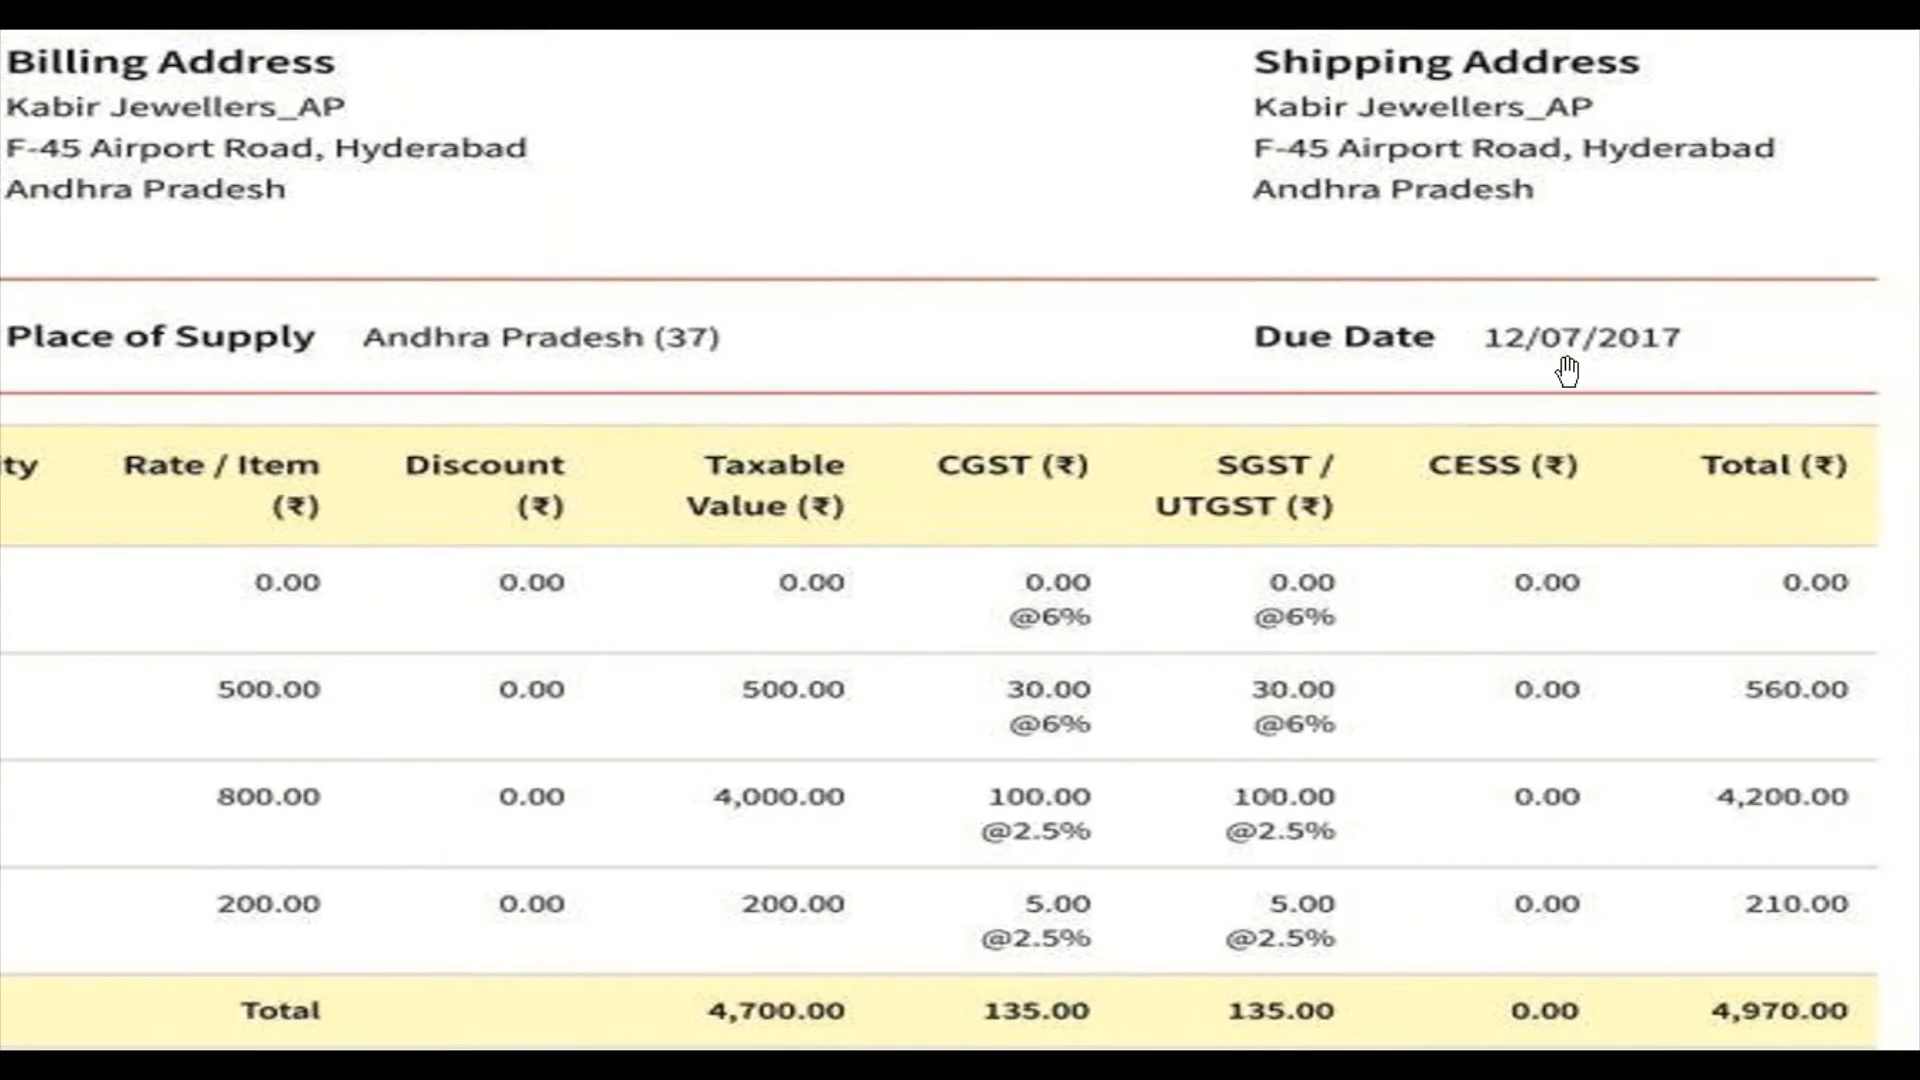 Billing Address
Kabir Jewellers_AP
F-45 Airport Road, Hyderabad
Andhra Pradesh
Shipping Address
Kabir Jewellers_AP
F-45 Airport Road, Hyderabad
Andhra Pradesh
Place of Supply Andhra Pradesh (37) Due Date 12/07/2017
ty Rate / Item Discount Taxable CGST (₹) SGST / CESS (₹) Total (₹)
(₹) (₹) Value (₹) UTGST (₹)
0.00 0.00 0.00 0.00 0.00 0.00 0.00
@6% @6%
500.00 0.00 500.00 30.00 30.00 0.00 560.00
@6% @6%
800.00 0.00 4,000.00 100.00 100.00 0.00 4,200.00
@2.5% @2.5%
200.00 0.00 200.00 5.00 5.00 0.00 210.00
@2.5% @2.5%
Total 4,700.00 135.00 135.00 0.00 4,970.00